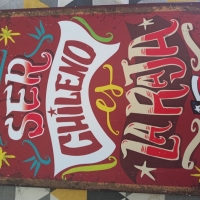 SER
CHILENO
es
LA RAJA